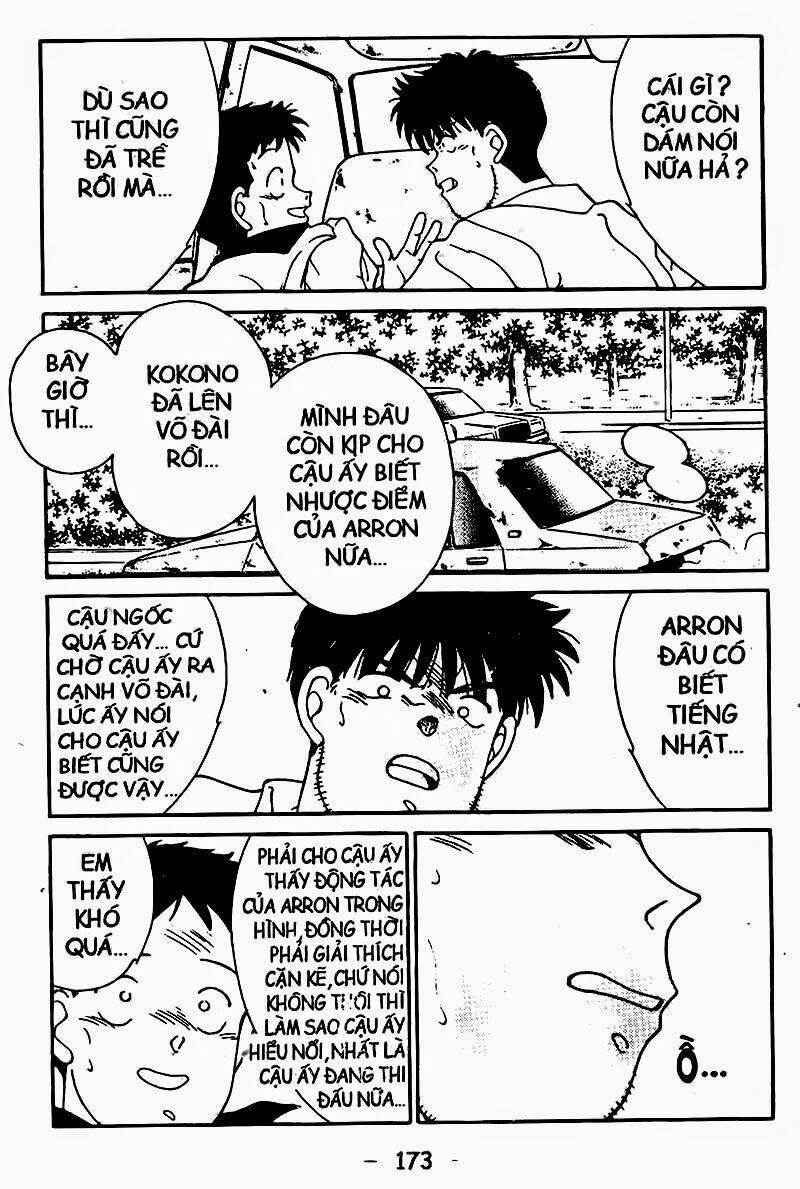 CÁI GÌ?
CẬU CÒN
DÁM NÓI
NỮA HẢ?
DÙ SAO
THÌ CŨNG
ĐÃ TRỀ
RỒI MÀ...
BÂY
GIỜ
THÌ...
KOKONO
ĐÃ LÊN
VÕ ĐÀI
RỒI...
MÌNH ĐÂU
CÒN KỊP CHO
CẬU ẤY BIẾT
NHƯỢC ĐIỂM
CỦA ARRON
NỮA...
CẬU NGỐC
QUÁ ĐẤY... CỨ
CHỜ CẬU ẤY RA
CẠNH VÕ ĐÀI,
LÚC ẤY NÓI
CHO CẬU ẤY
BIẾT CŨNG
ĐƯỢC VẬY...
ARRON
ĐÂU CÓ
BIẾT
TIẾNG
NHẬT...
EM
THẤY
KHÓ
QUÁ...
PHẢI CHO CẬU ẤY
THẤY ĐỘNG TÁC
CỦA ARRON TRONG
HÌNH, ĐỒNG THỜI
PHẢI GIẢI THÍCH
CẶN KẼ, CHỨ NÓI
KHÔNG THÌ
LÀM SAO CẬU ẤY
HIỂU NỔI, NHẤT LÀ
CẬU ẤY ĐANG THI
ĐẤU NỮA...
Ồ...
- 173 -